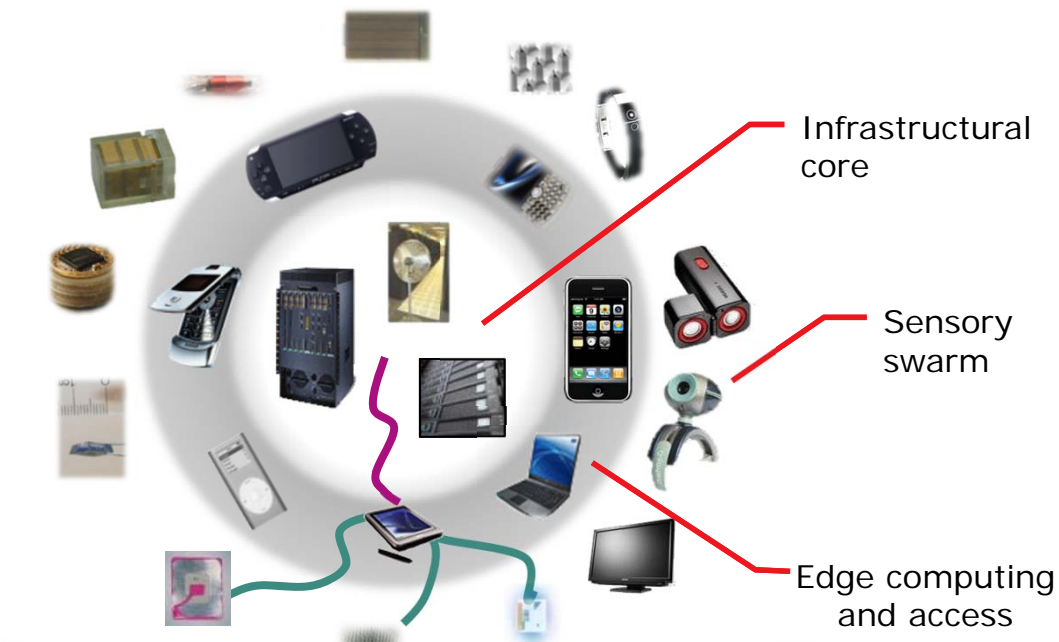 Infrastructural
core
Sensory
swarm
Edge computing
and access